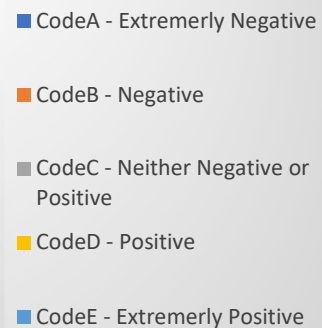 CodeA - Extremerly Negative
CodeB - Negative
CodeC - Neither Negative or
Positive
CodeD - Positive
CodeE - Extremerly Positive